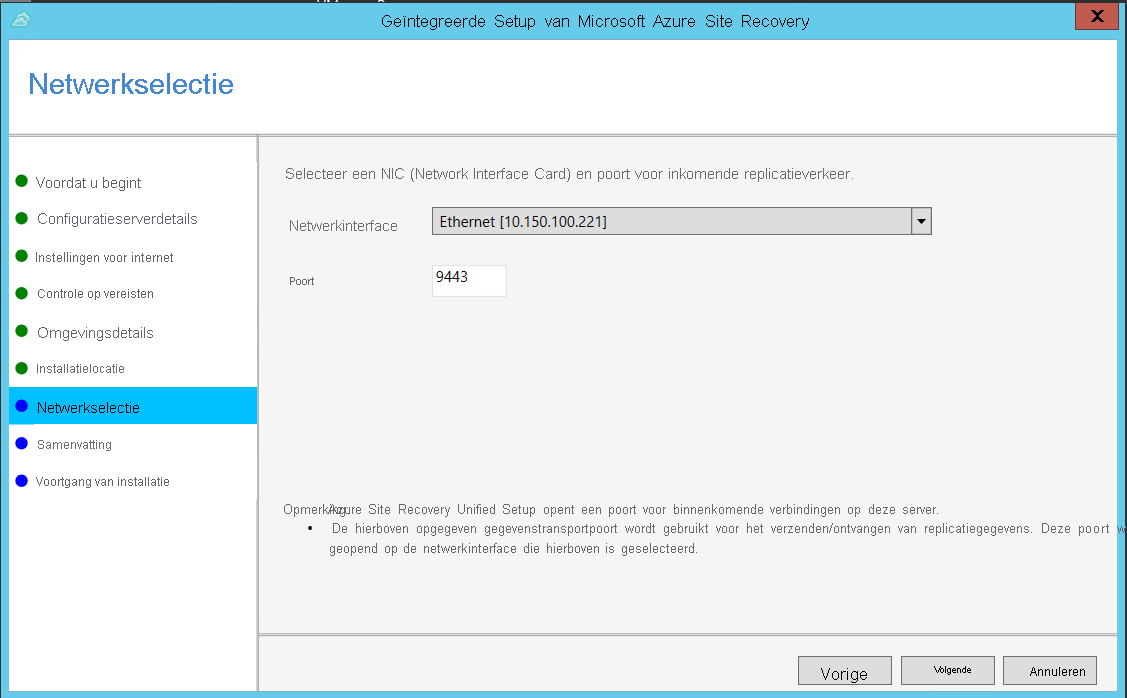 Geïntegreerde Setup van Microsoft Azure Site Recovery
X
Netwerkselectie
Voordat u begint
Configuratieserverdetails
Instellingen voor internet
Controle op vereisten
Omgevingsdetails
Installatielocatie
Netwerkselectie
Samenvatting
Voortgang van installatie
Selecteer een NIC (Network Interface Card) en poort voor inkomende replicatieverkeer.
Netwerkinterface
Ethernet [10.150.100.221]
Poort
9443
Opmerking: Azure Site Recovery Unified Setup opent een poort voor binnenkomende verbindingen op deze server.
• De hierboven opgegeven gegevenstransportpoort wordt gebruikt voor het verzenden/ontvangen van replicatiegegevens. Deze poort w
geopend op de netwerkinterface die hierboven is geselecteerd.
Vorige
Volgende
Annuleren